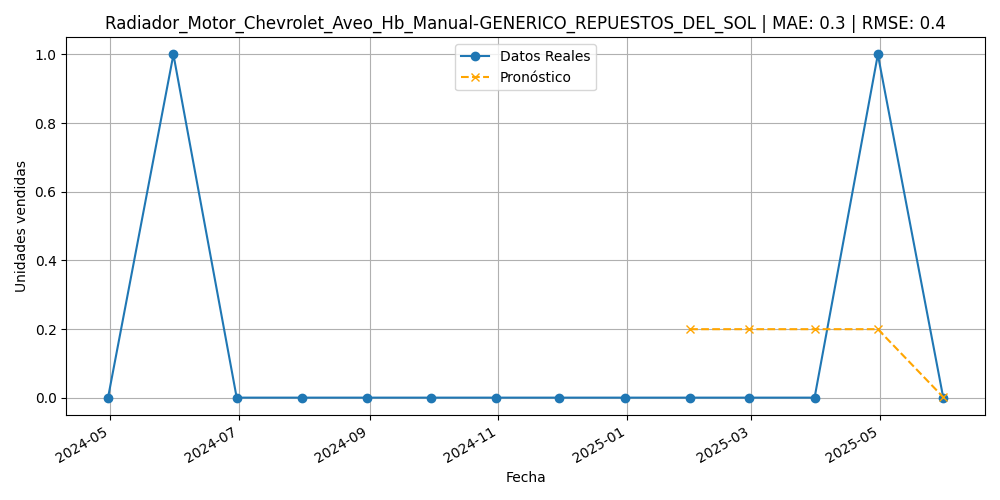 Radiador_Motor_Chevrolet_Aveo_Hb_Manual-GENERICO_REPUESTOS_DEL_SOL | MAE: 0.3 | RMSE: 0.4
Datos Reales
Pronóstico
Unidades vendidas
1.0
0.8
0.6
0.4
0.2
0.0
2024-05
2024-07
2024-09
2024-11
2025-01
2025-03
2025-05
Fecha